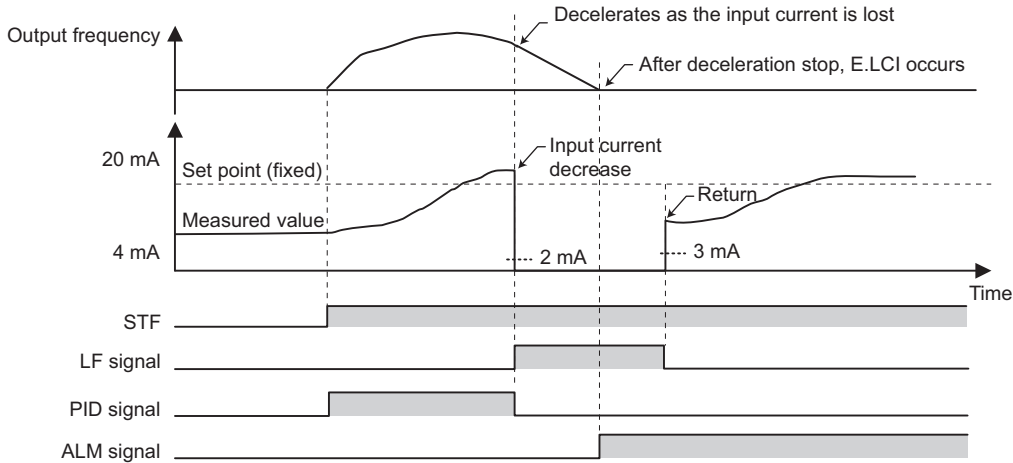 Output frequency
Decelerates as the input current is lost
After deceleration stop, E.LCI occurs
20 mA
Set point (fixed)
Input current
decrease
Measured value
Return
4 mA
2 mA
3 mA
Time
STF
LF signal
PID signal
ALM signal